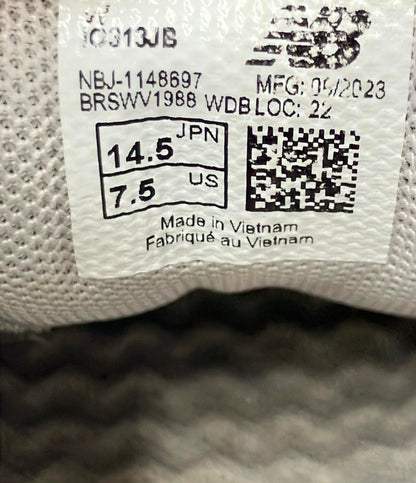 W
IO313JB
NBJ-1148697 MFG: 09/2023
BRSWV1988 WDB LOC: 22
14.5 JPN
7.5 US
Made in Vietnam
Fabriqué au Vietnam